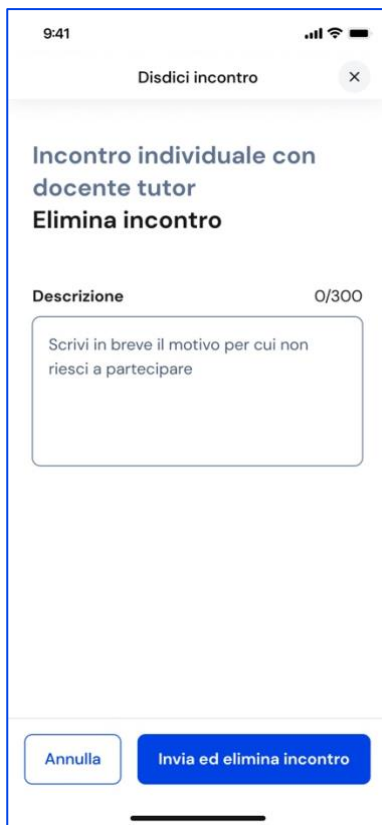 9:41
Disdici incontro
Incontro individuale con
docente tutor
Elimina incontro
Descrizione 0/300
Scrivi in breve il motivo per cui non
riesci a partecipare
Annulla Invia ed elimina incontro